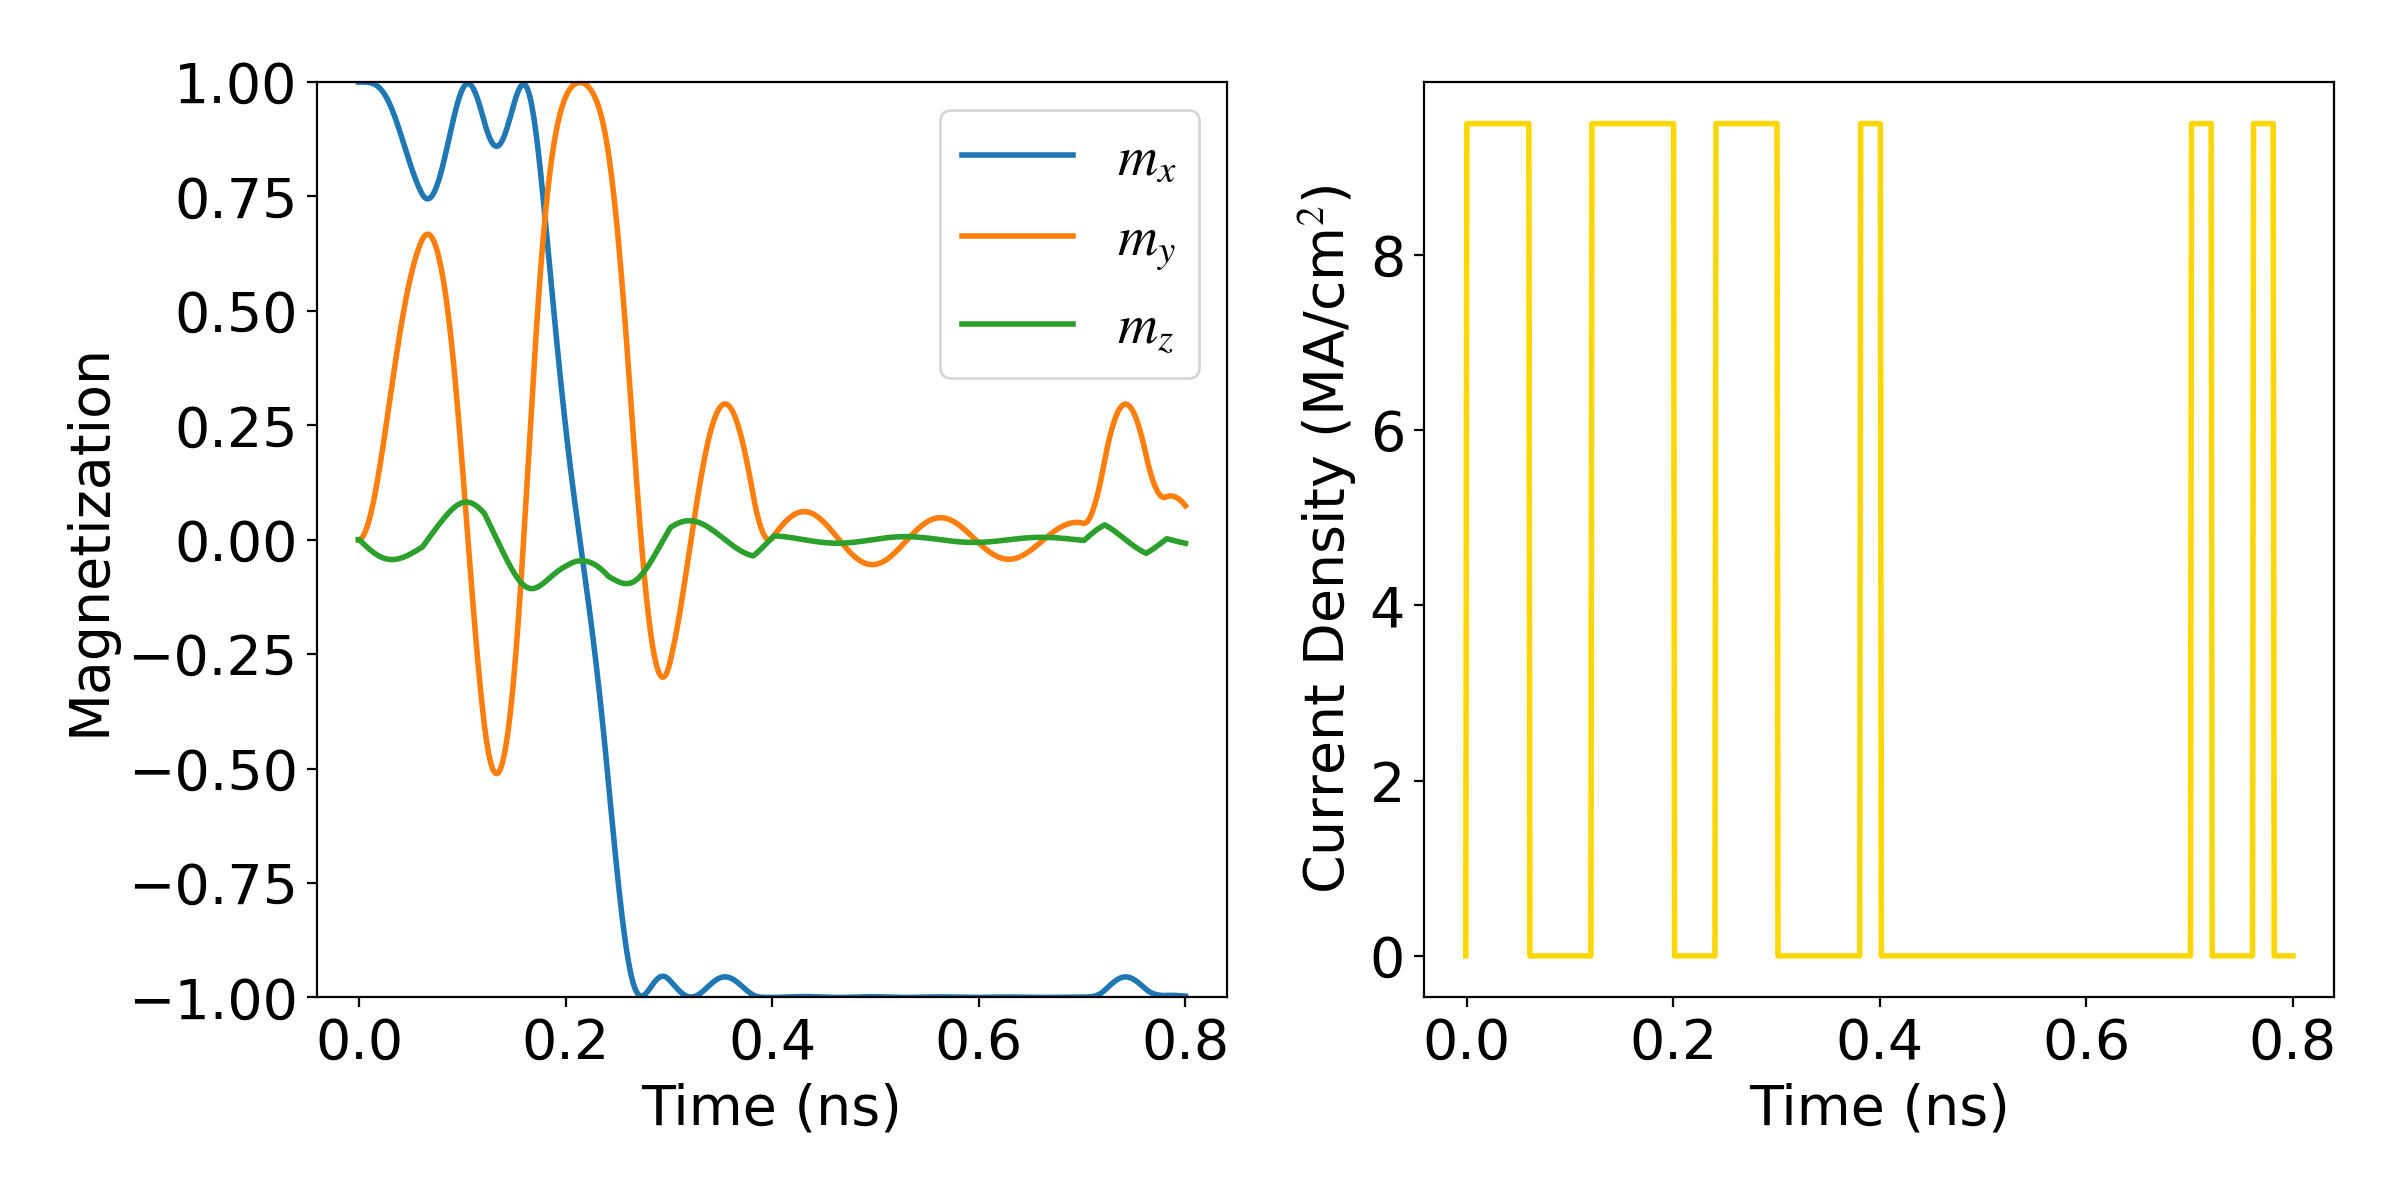 Magnetization
1.00
0.75
0.50
0.25
0.00
−0.25
−0.50
−0.75
−1.00
0.0 0.2 0.4 0.6 0.8
Time (ns)
m_x
m_y
m_z
Current Density (MA/cm²)
8
6
4
2
0
0.0 0.2 0.4 0.6 0.8
Time (ns)